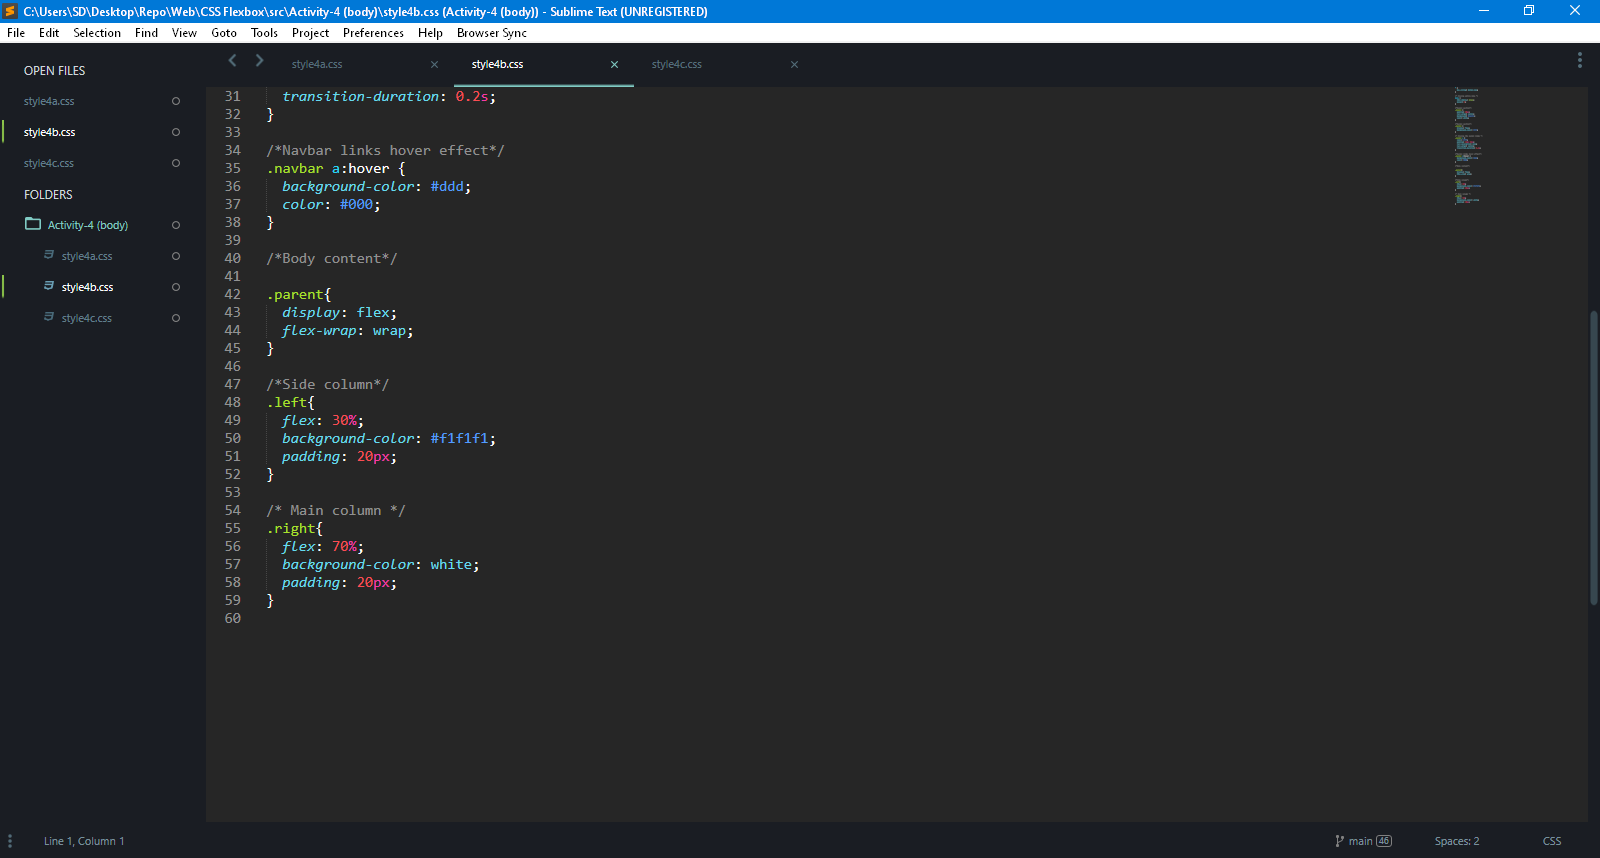 C:\Users\SD\Desktop\Repo\Web\CSS Flexbox\src\Activity-4 (body)\style4b.css (Activity-4 (body)) - Sublime Text (UNREGISTERED)
File Edit Selection Find View Goto Tools Project Preferences Help Browser Sync
OPEN FILES
style4a.css
style4b.css
style4c.css
FOLDERS
Activity-4 (body)
style4a.css
style4b.css
style4c.css
style4a.css style4b.css style4c.css
31 transition-duration: 0.2s;
32 }
33
34 /*Navbar links hover effect*/
35 .navbar a:hover {
36 background-color: #ddd;
37 color: #000;
38 }
39
40 /*Body content*/
41
42 .parent{
43 display: flex;
44 flex-wrap: wrap;
45 }
46
47 /*Side column*/
48 .left{
49 flex: 30%;
50 background-color: #f1f1f1;
51 padding: 20px;
52 }
53
54 /* Main column */
55 .right{
56 flex: 70%;
57 background-color: white;
58 padding: 20px;
59 }
60
Line 1, Column 1 main 46 Spaces: 2 CSS